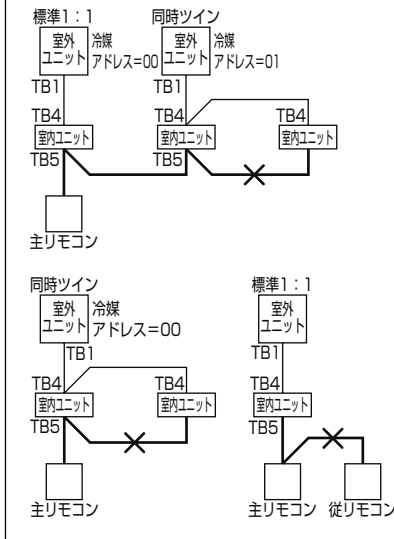 標準1：1
同時ツイン
室外
ユニット
冷媒
アドレス=00
室外
ユニット
冷媒
アドレス=01
TB1
TB1
TB4
TB4
TB4
室内ユニット
室内ユニット
室内ユニット
TB5
TB5
主リモコン
同時ツイン
標準1：1
室外
ユニット
冷媒
アドレス=00
室外
ユニット
TB1
TB1
TB4
TB4
TB4
室内ユニット
室内ユニット
室内ユニット
TB5
TB5
主リモコン
主リモコン
従リモコン